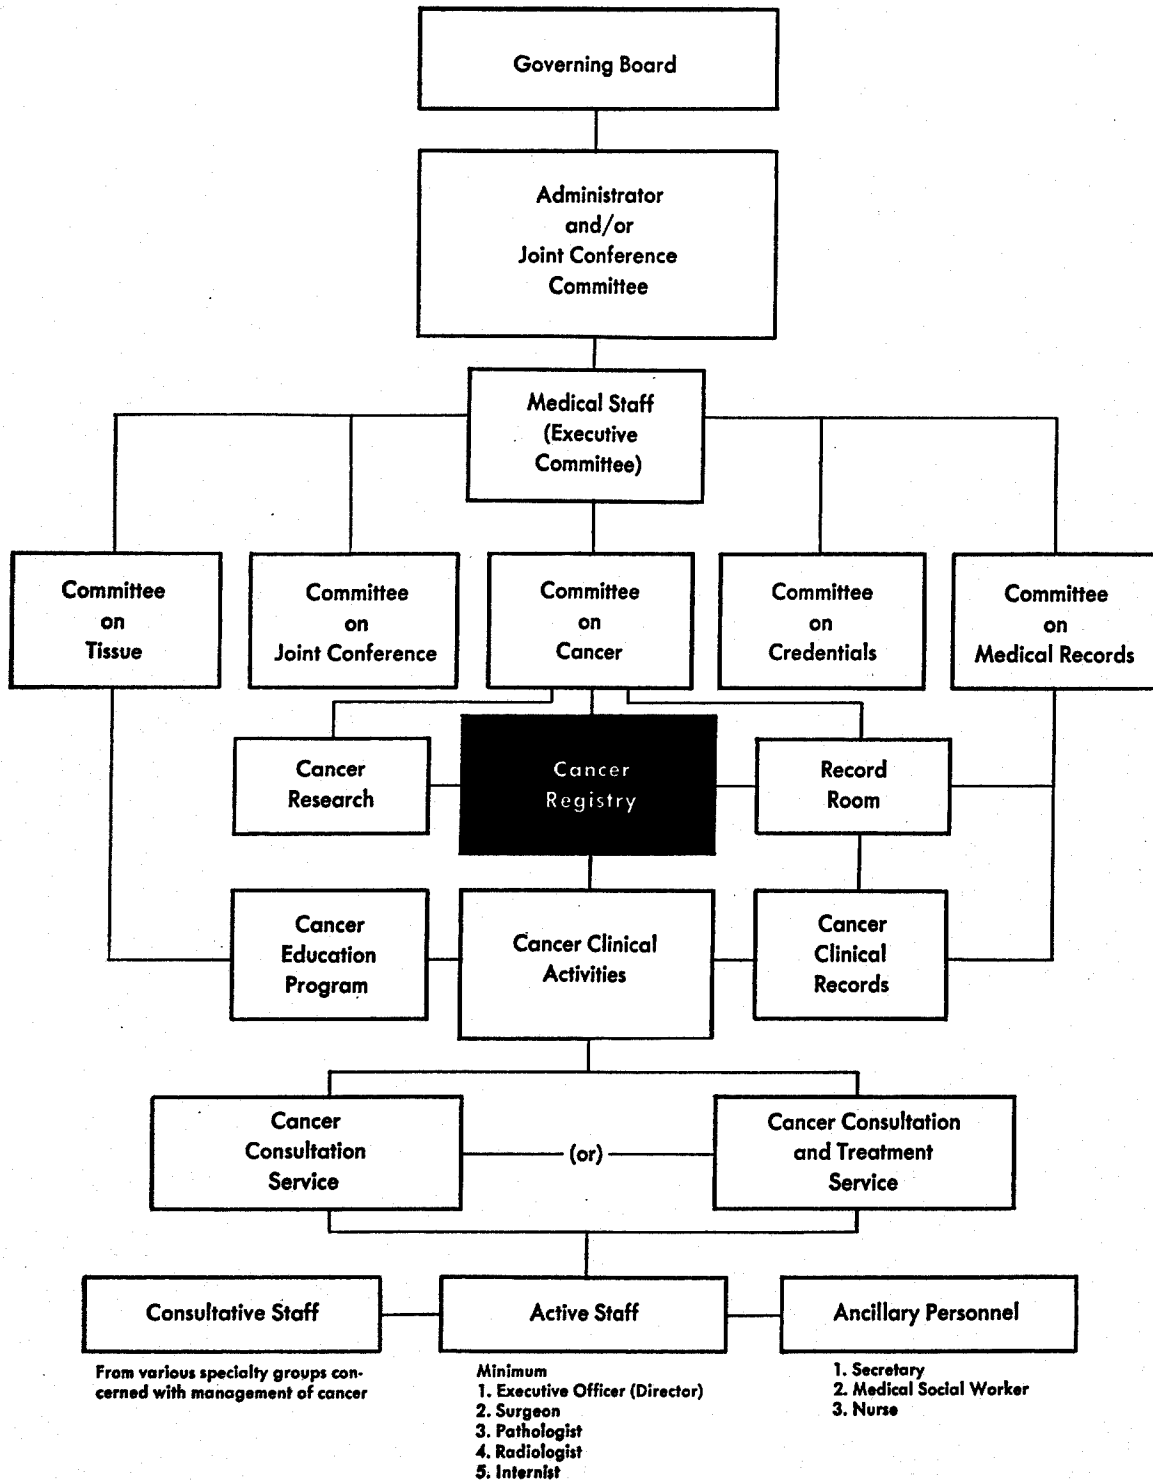 Governing Board
Administrator
and/or
Joint Conference
Committee
Medical Staff
(Executive
Committee)
Committee
on
Tissue
Committee
on
Joint Conference
Committee
on
Cancer
Committee
on
Credentials
Committee
on
Medical Records
Cancer
Research
Cancer
Registry
Record
Room
Cancer
Education
Program
Cancer Clinical
Activities
Cancer
Clinical
Records
Cancer
Consultation
Service
(or)
Cancer Consultation
and Treatment
Service
Consultative Staff
From various specialty groups con-
cerned with management of cancer
Active Staff
Minimum
1. Executive Officer (Director)
2. Surgeon
3. Pathologist
4. Radiologist
5. Internist
Ancillary Personnel
1. Secretary
2. Medical Social Worker
3. Nurse